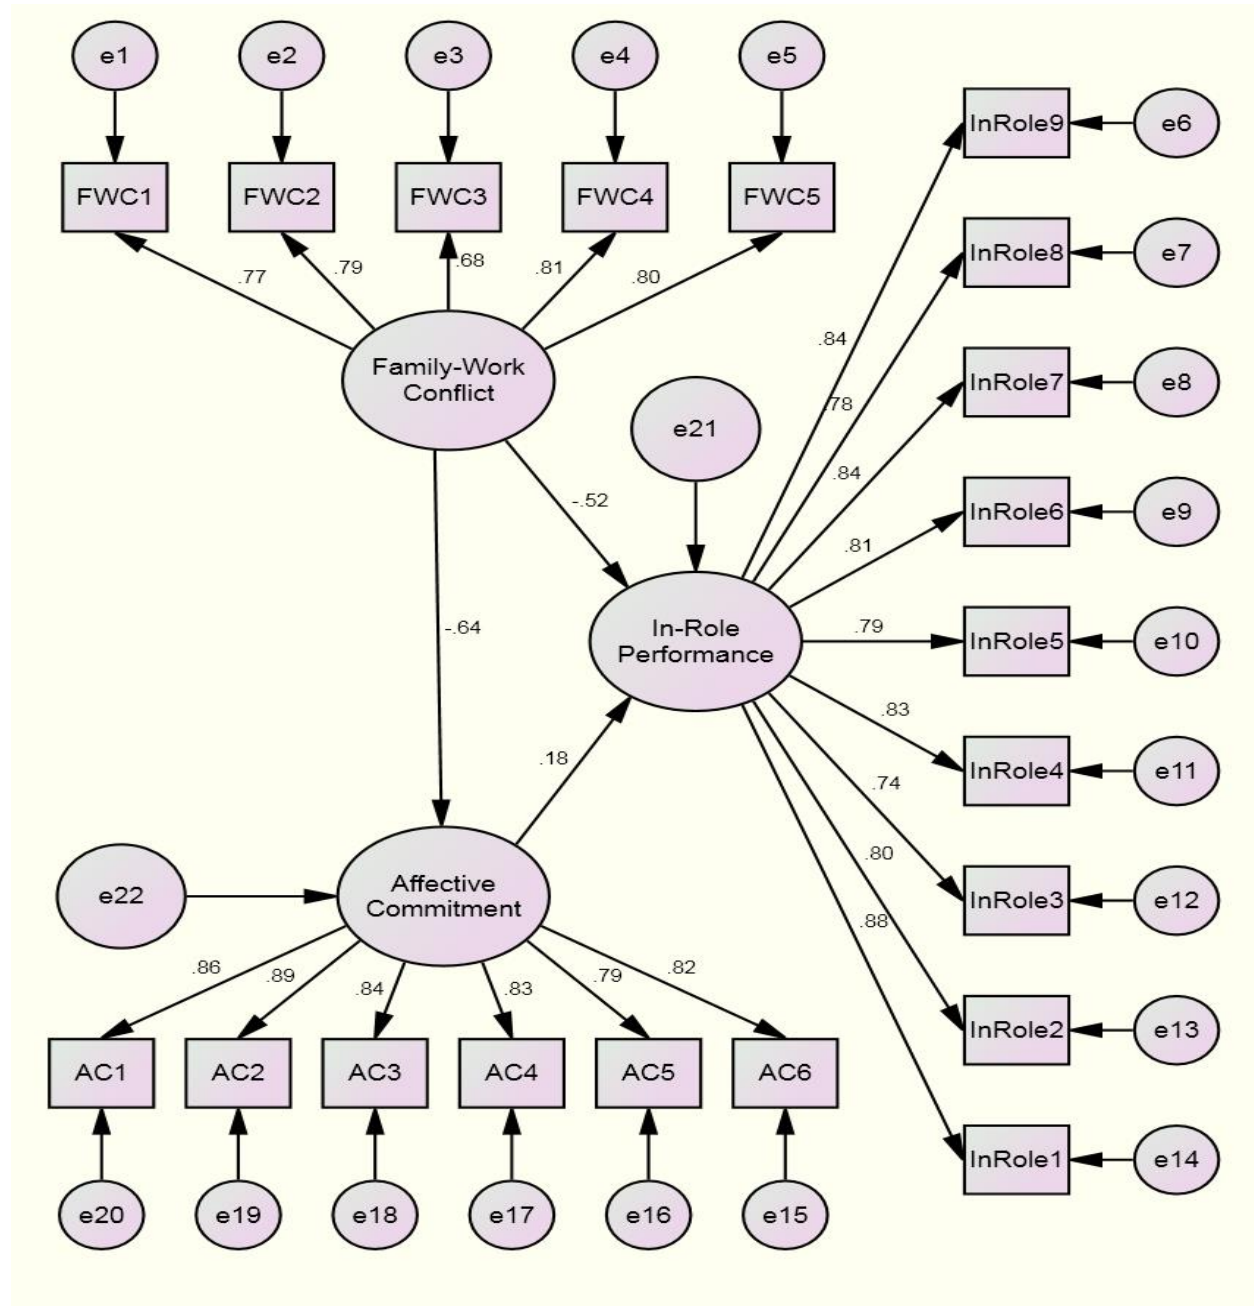 e1 e2 e3 e4 e5
FWC1 FWC2 FWC3 FWC4 FWC5
.77 .79 .68 .81 .80
Family-Work
Conflict
e21
-.52
-.64
In-Role
Performance
.18
e22
Affective
Commitment
.86 .89 .84 .83 .79 .82
AC1 AC2 AC3 AC4 AC5 AC6
e20 e19 e18 e17 e16 e15
.84
.78
.84
.81
.79
.83
.74
.80
.88
InRole9 e6
InRole8 e7
InRole7 e8
InRole6 e9
InRole5 e10
InRole4 e11
InRole3 e12
InRole2 e13
InRole1 e14